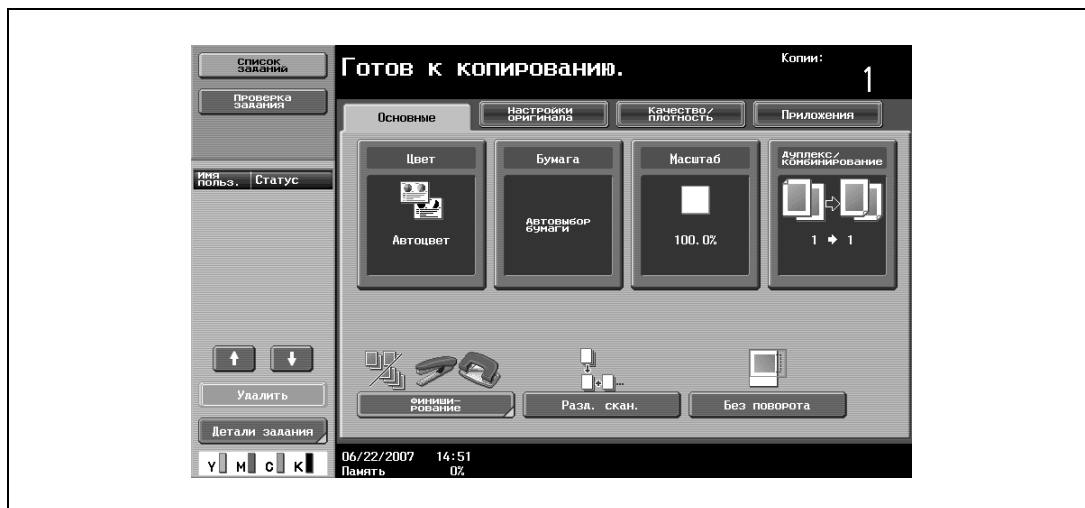 Список
заданий
Проверка
задания
Имя
польз.
Статус
Удалить
Детали задания
Y M C K
Готов к копированию.
Копии:
1
Основные
Настройки
оригинала
Качество/
плотность
Приложения
Цвет
Автоцвет
Бумага
Автовыбор
бумаги
Масштаб
100.0%
Дуплекс/
комбинирование
1 → 1
Финиши-
рование
Разд. скан.
Без поворота
06/22/2007 14:51
Память 0%